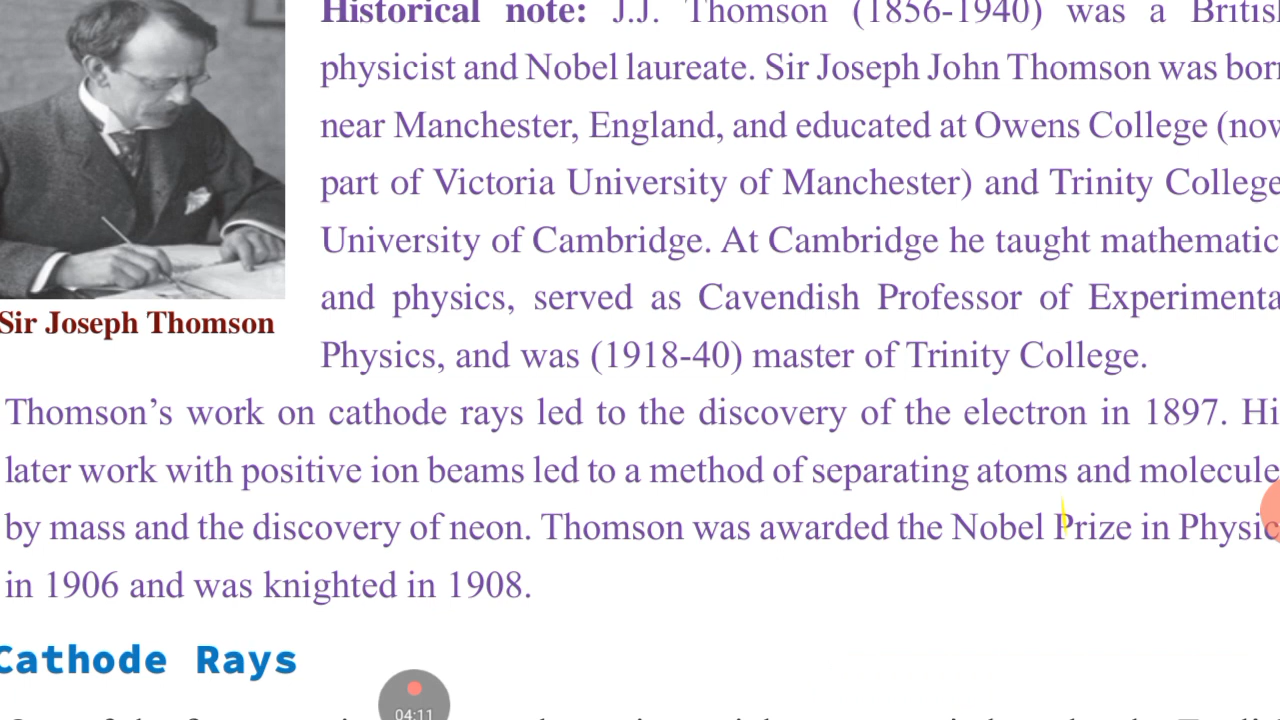 Historical note: J.J. Thomson (1856-1940) was a Britis
physicist and Nobel laureate. Sir Joseph John Thomson was born
near Manchester, England, and educated at Owens College (now
part of Victoria University of Manchester) and Trinity College
University of Cambridge. At Cambridge he taught mathematic
and physics, served as Cavendish Professor of Experimenta
Physics, and was (1918-40) master of Trinity College.
Sir Joseph Thomson
Thomson’s work on cathode rays led to the discovery of the electron in 1897. Hi
later work with positive ion beams led to a method of separating atoms and molecule
by mass and the discovery of neon. Thomson was awarded the Nobel Prize in Physic
in 1906 and was knighted in 1908.
Cathode Rays
04:11